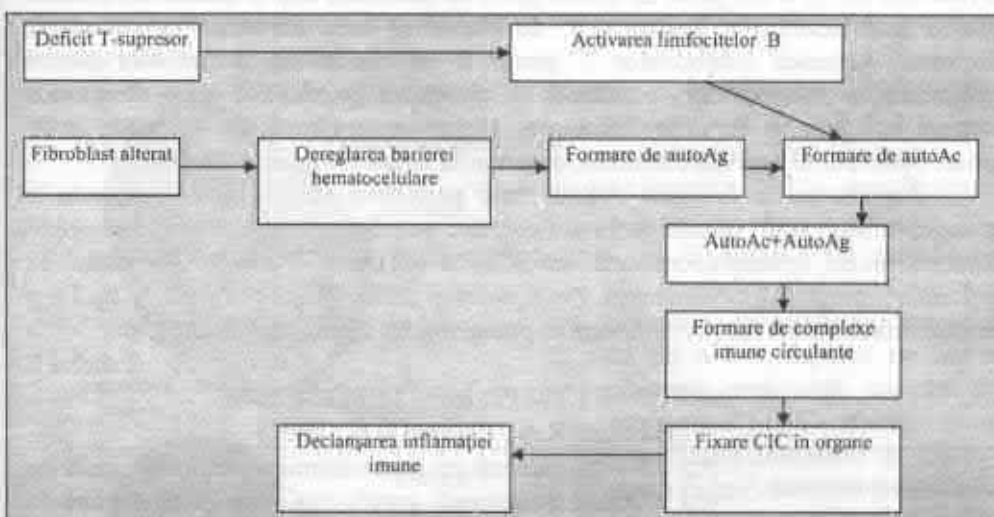 Deficit T-supresor
Activarea limfocitelor B
Fibroblast alterat
Dereglarea barierei
hematocelulare
Formare de autoAg
Formare de autoAc
AutoAc+AutoAg
Formare de complexe
imune circulante
Declanşarea inflamaţiei
imune
Fixare CIC în organe